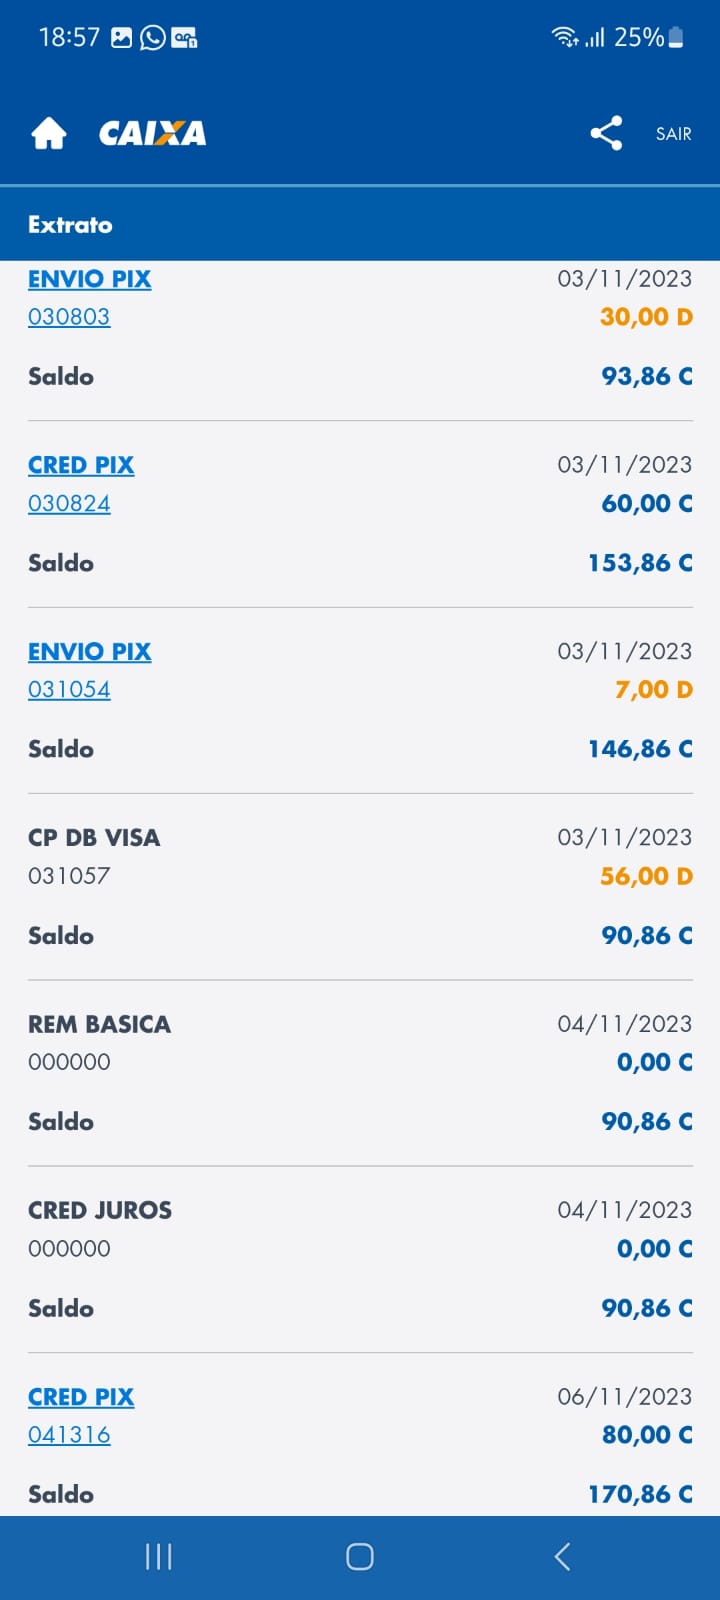 18:57 25%
CAIXA SAIR
Extrato
ENVIO PIX 03/11/2023
030803 30,00 D
Saldo 93,86 C
CRED PIX 03/11/2023
030824 60,00 C
Saldo 153,86 C
ENVIO PIX 03/11/2023
031054 7,00 D
Saldo 146,86 C
CP DB VISA 03/11/2023
031057 56,00 D
Saldo 90,86 C
REM BASICA 04/11/2023
000000 0,00 C
Saldo 90,86 C
CRED JUROS 04/11/2023
000000 0,00 C
Saldo 90,86 C
CRED PIX 06/11/2023
041316 80,00 C
Saldo 170,86 C